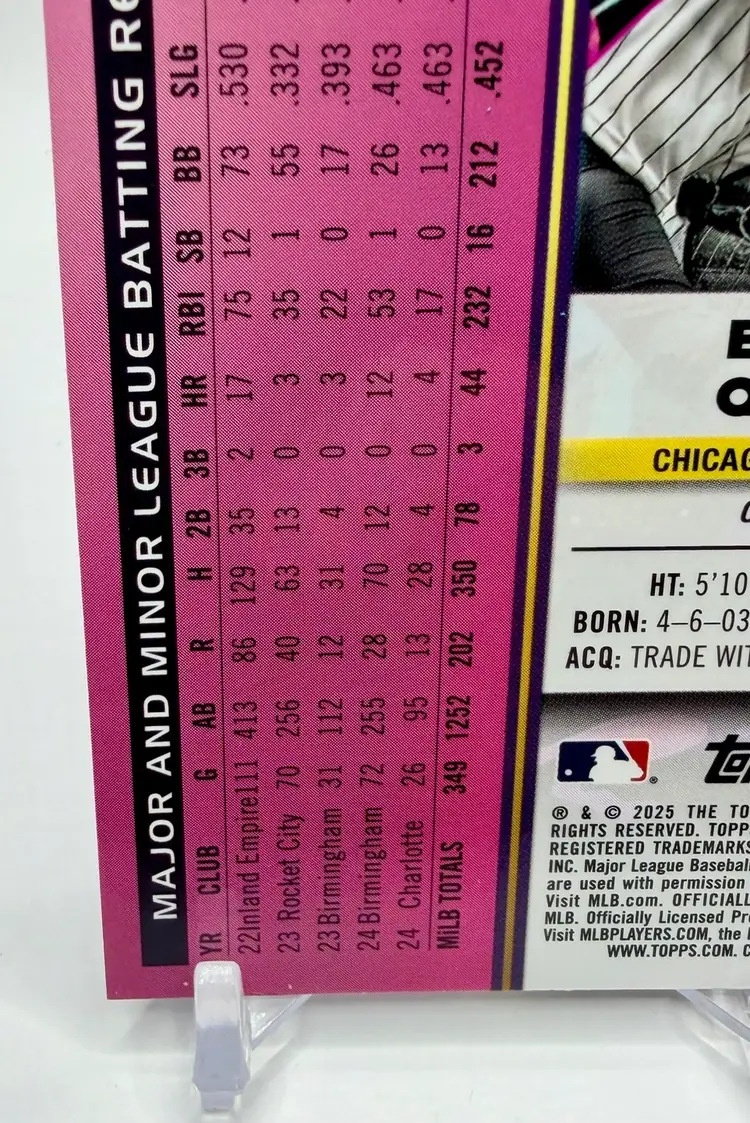 MAJOR AND MINOR LEAGUE BATTING RE
YR CLUB G AB R H 2B 3B HR RBI SB BB SLG
22 Inland Empire 111 413 86 129 35 2 17 75 12 73 .530
23 Rocket City 70 256 40 63 13 0 3 35 1 55 .332
23 Birmingham 31 112 12 31 4 0 3 22 0 17 .393
24 Birmingham 72 255 28 70 12 0 12 53 1 26 .463
24 Charlotte 26 95 13 28 4 0 4 17 0 13 .463
MiLB TOTALS 349 1252 202 350 78 3 44 232 16 212 .452
CHICAG
HT: 5'10
BORN: 4-6-03
ACQ: TRADE WIT
® & © 2025 THE TO
RIGHTS RESERVED. TOPP
REGISTERED TRADEMARKS
INC. Major League Baseball
are used with permission
Visit MLB.com. OFFICIALL
MLB. Officially Licensed Pr
Visit MLBPLAYERS.COM, the
WWW.TOPPS.COM. C